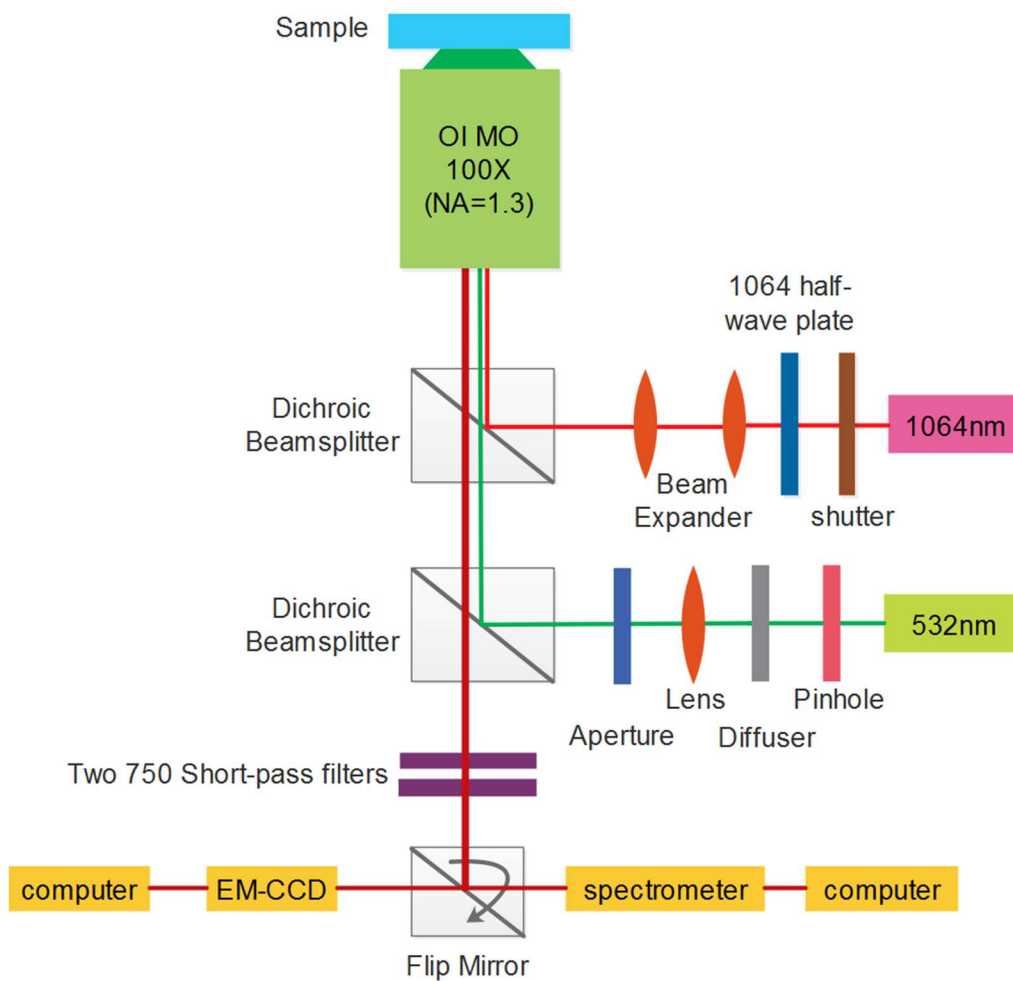 Sample
OI MO
100X
(NA=1.3)
1064 half-
wave plate
Dichroic
Beamsplitter
1064nm
Beam
Expander
shutter
Dichroic
Beamsplitter
532nm
Lens
Pinhole
Aperture
Diffuser
Two 750 Short-pass filters
computer
EM-CCD
spectrometer
computer
Flip Mirror